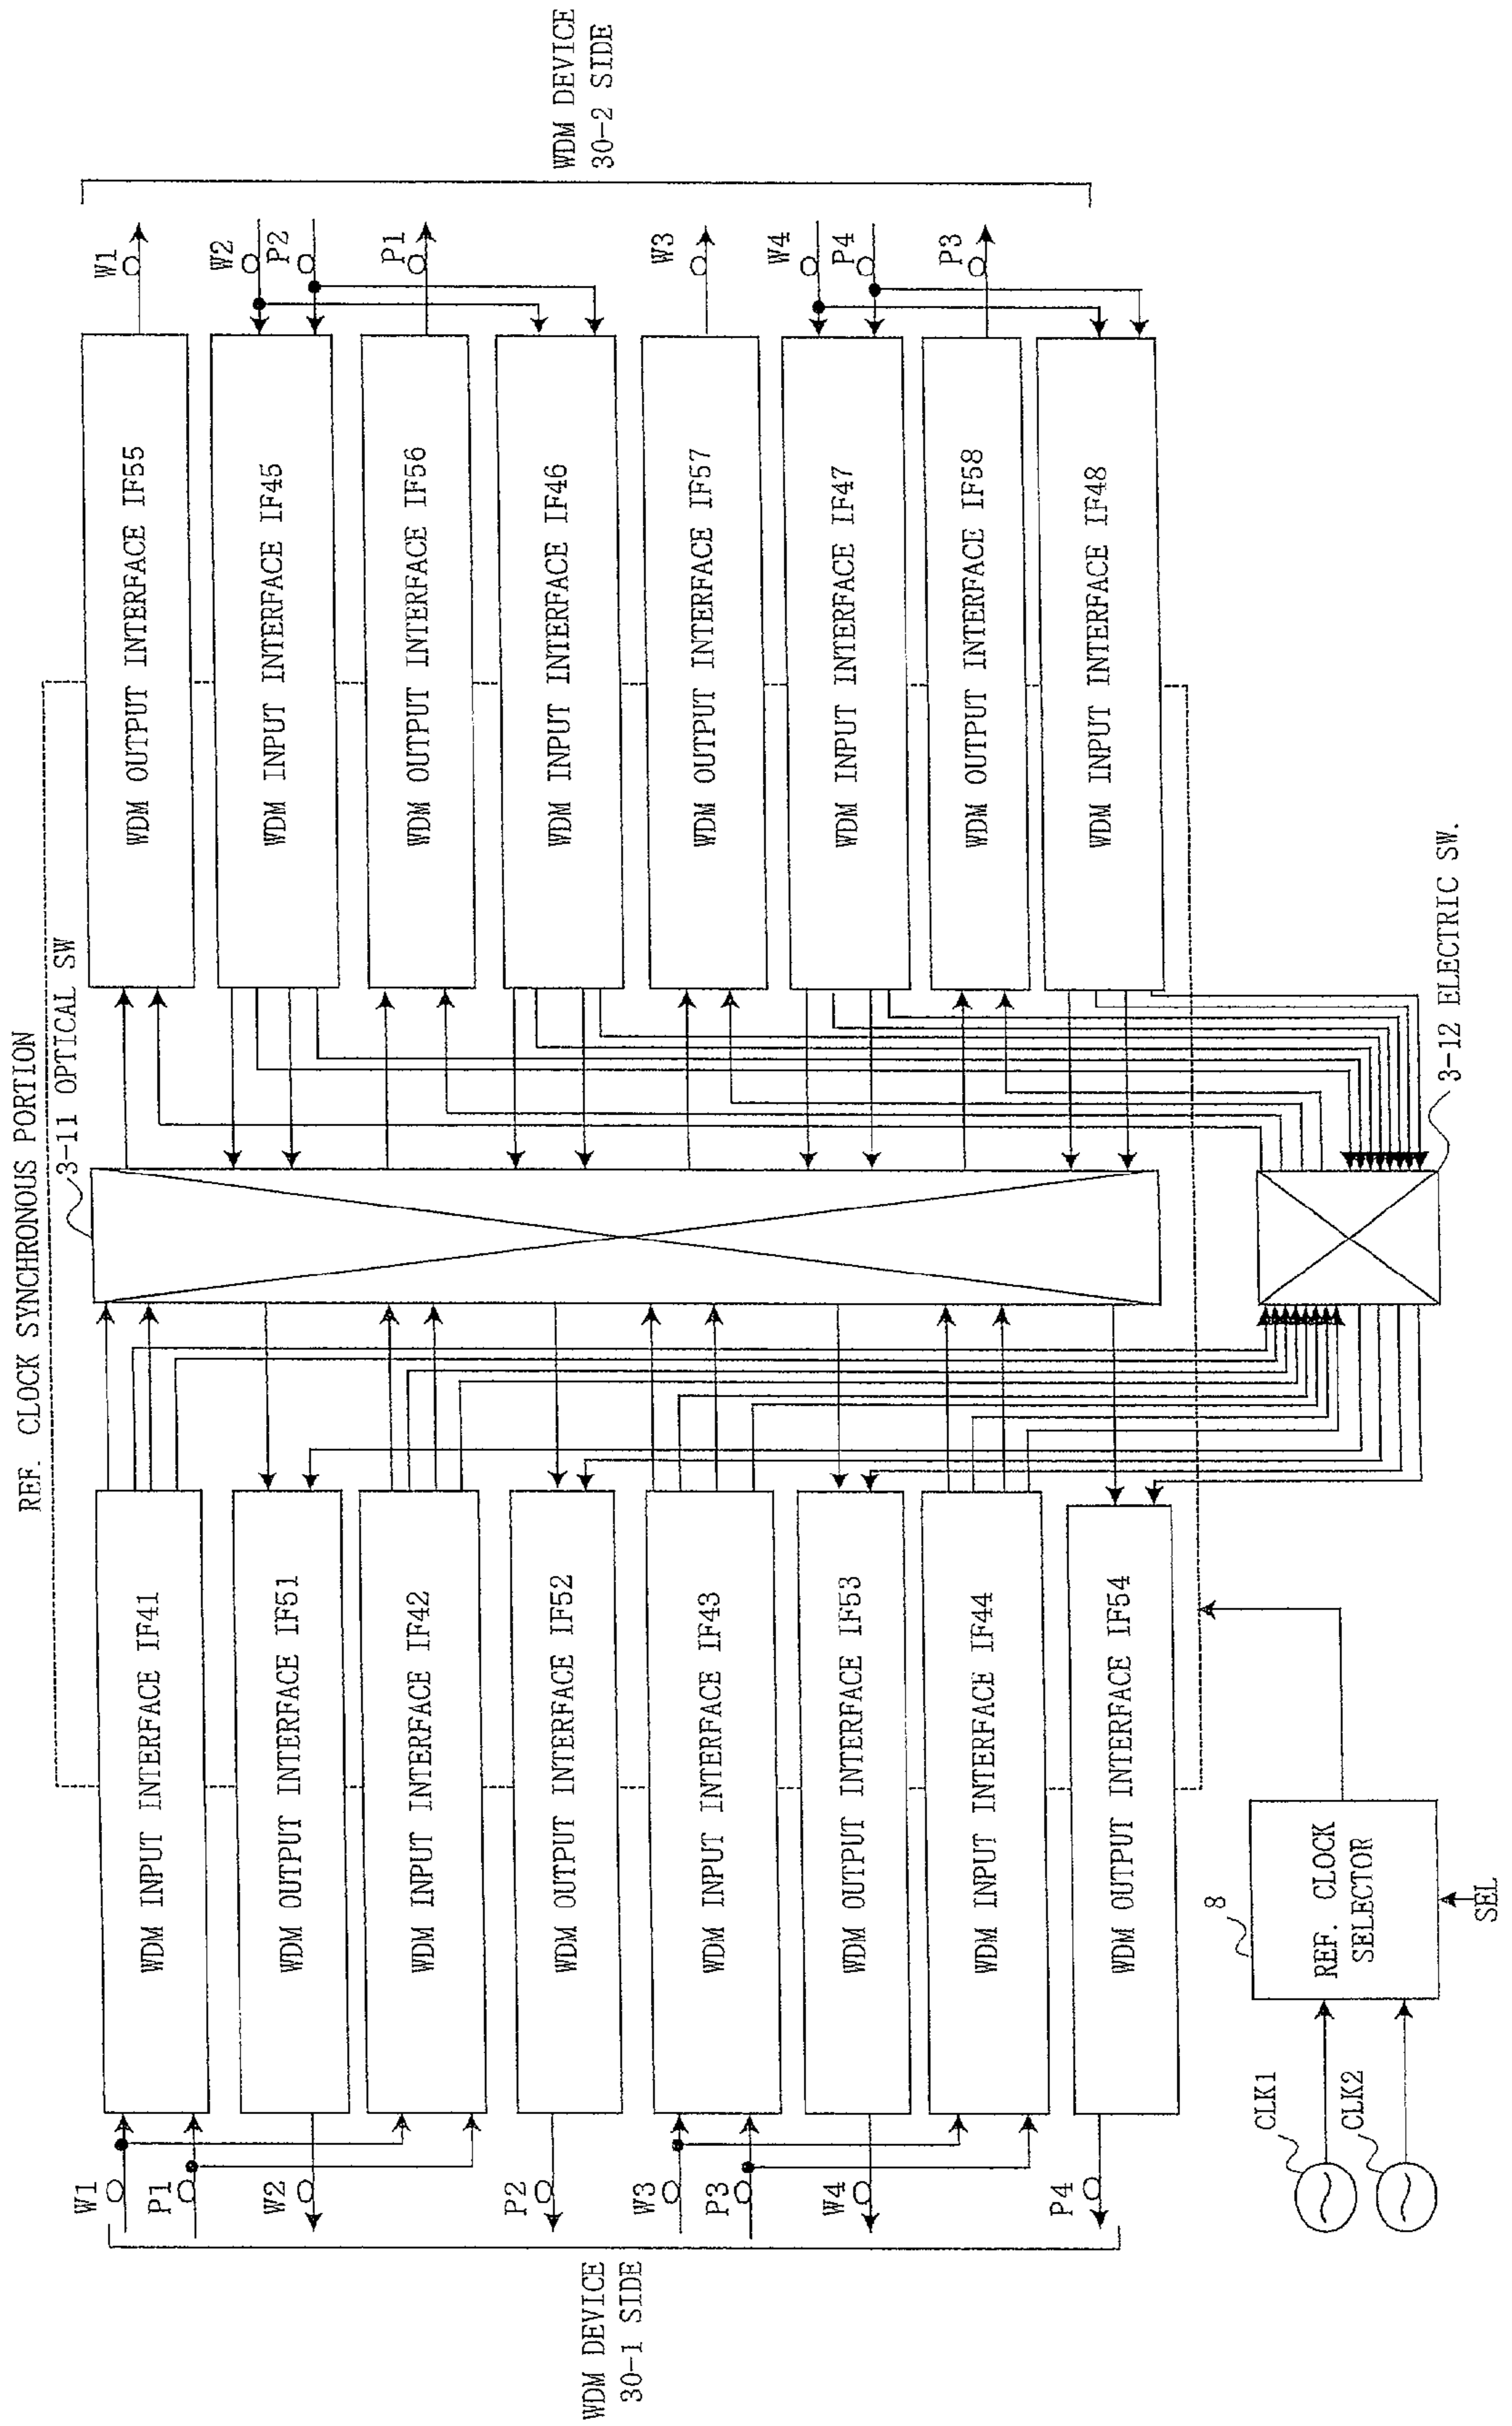 REF. CLOCK SYNCHRONOUS PORTION
3-11 OPTICAL SW
W1
P1
W2
P2
W3
P3
W4
P4
WDM DEVICE
30-1 SIDE
WDM INPUT INTERFACE IF41
WDM OUTPUT INTERFACE IF51
WDM INPUT INTERFACE IF42
WDM OUTPUT INTERFACE IF52
WDM INPUT INTERFACE IF43
WDM OUTPUT INTERFACE IF53
WDM INPUT INTERFACE IF44
WDM OUTPUT INTERFACE IF54
WDM OUTPUT INTERFACE IF55
WDM INPUT INTERFACE IF45
WDM OUTPUT INTERFACE IF56
WDM INPUT INTERFACE IF46
WDM OUTPUT INTERFACE IF57
WDM INPUT INTERFACE IF47
WDM OUTPUT INTERFACE IF58
WDM INPUT INTERFACE IF48
W1
W2
P2
P1
W3
W4
P4
P3
WDM DEVICE
30-2 SIDE
3-12 ELECTRIC SW.
CLK1
CLK2
8
REF. CLOCK
SELECTOR
SEL